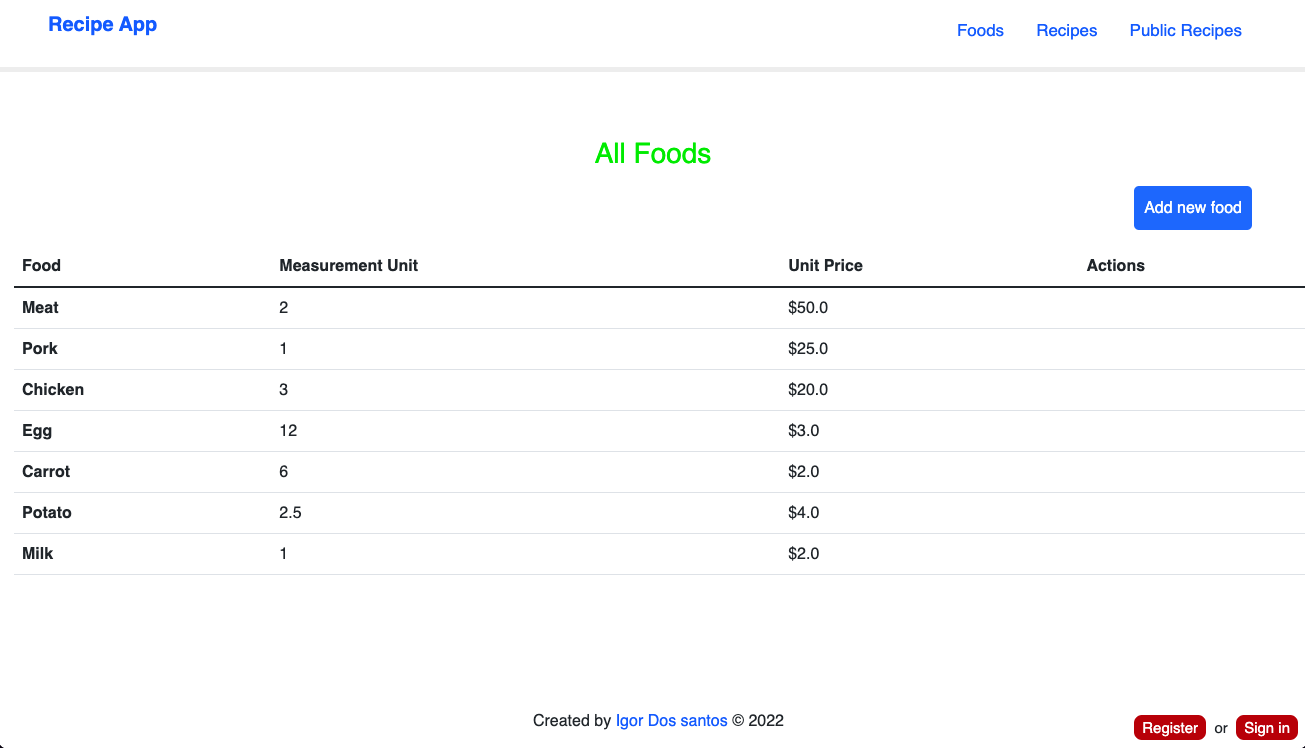 Recipe App
Foods Recipes Public Recipes
All Foods
Add new food
Food Measurement Unit Unit Price Actions
Meat 2 $50.0
Pork 1 $25.0
Chicken 3 $20.0
Egg 12 $3.0
Carrot 6 $2.0
Potato 2.5 $4.0
Milk 1 $2.0
Created by Igor Dos santos © 2022
Register or Sign in